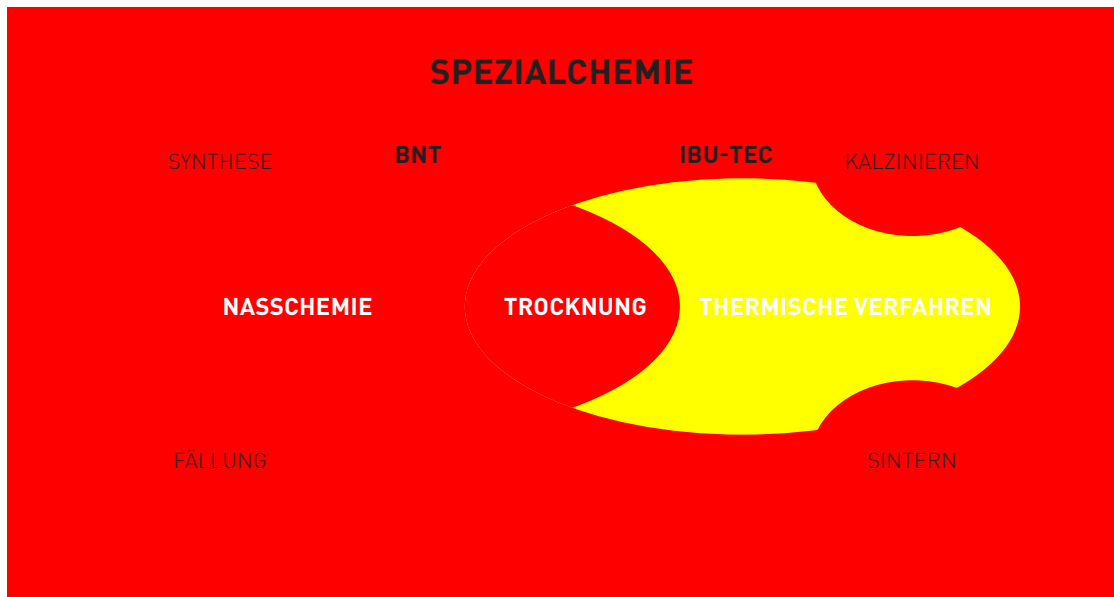 SPEZIALCHEMIE
BNT
IBU-TEC
SYNTHESE
KALZINIEREN
NASSCHEMIE
TROCKNUNG
THERMISCHE VERFAHREN
FÄLLUNG
SINTERN